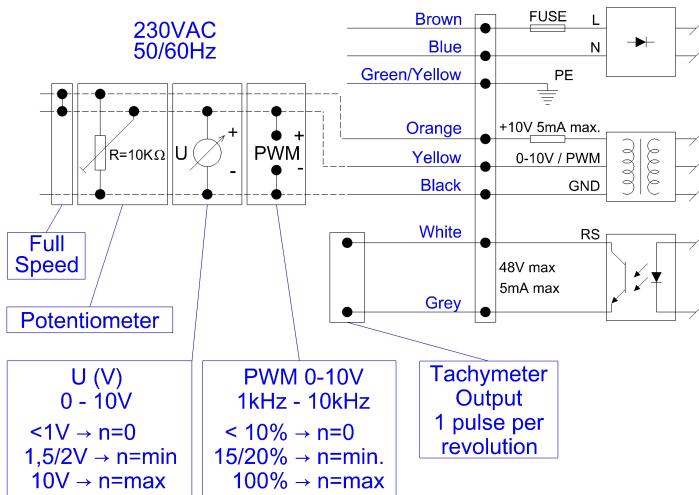 230VAC
50/60Hz
Brown
FUSE
L
Blue
N
Green/Yellow
PE
Orange
+10V 5mA max.
Yellow
0-10V / PWM
Black
GND
White
RS
48V max
5mA max
Grey
R=10KΩ
U
+
-
PWM
+
-
Full
Speed
Potentiometer
U (V)
0 - 10V
<1V → n=0
1,5/2V → n=min
10V → n=max
PWM 0-10V
1kHz - 10kHz
< 10% → n=0
15/20% → n=min.
100% → n=max
Tachymeter
Output
1 pulse per
revolution